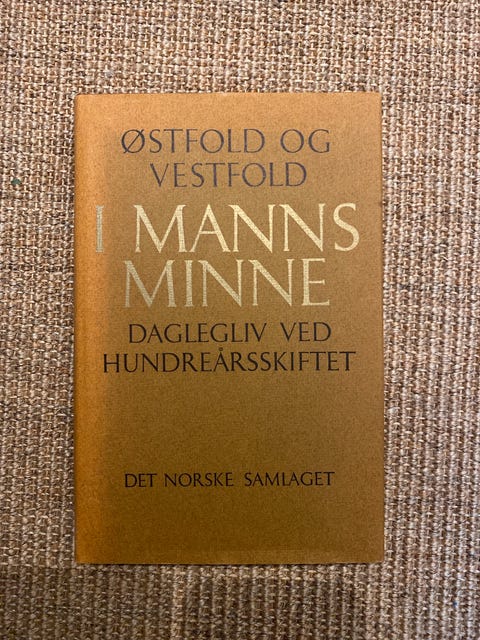 ØSTFOLD OG
VESTFOLD
I MANNS
MINNE
DAGLEGLIV VED
HUNDREÅRSSKIFTET
DET NORSKE SAMLAGET